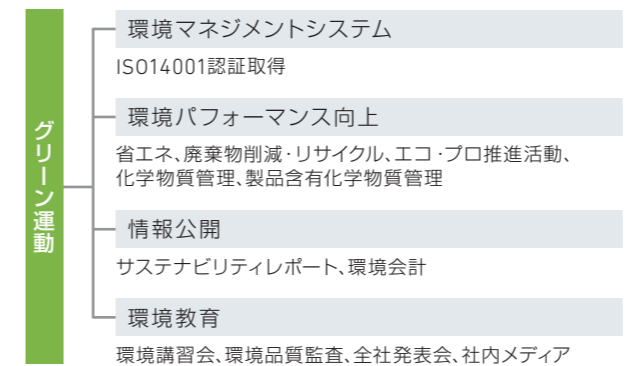 グリーン運動
環境マネジメントシステム
ISO14001認証取得
環境パフォーマンス向上
省エネ、廃棄物削減・リサイクル、エコ・プロ推進活動、
化学物質管理、製品含有化学物質管理
情報公開
サステナビリティレポート、環境会計
環境教育
環境講習会、環境品質監査、全社発表会、社内メディア